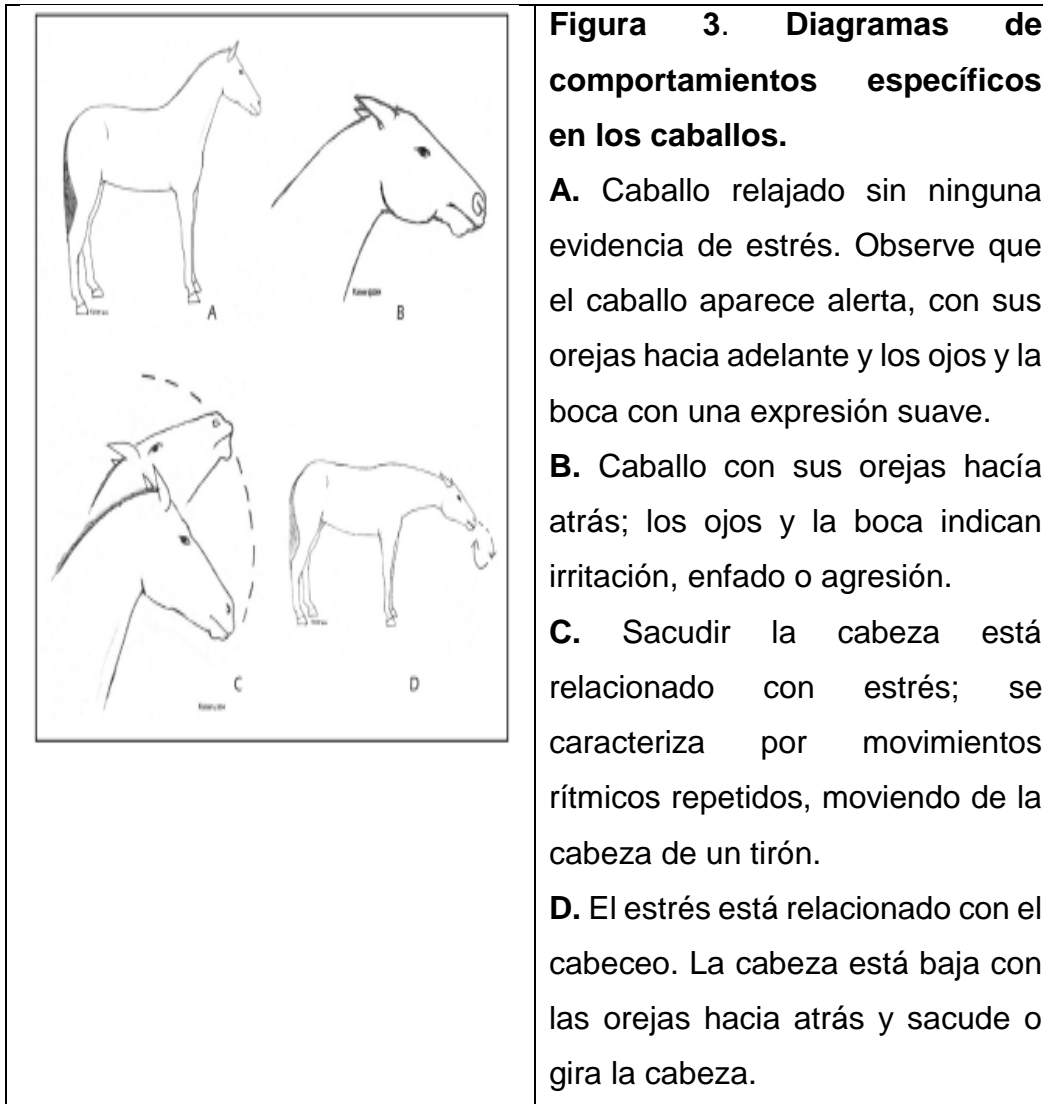 A
B
C
D
Figura 3. Diagramas de
comportamientos específicos
en los caballos.
A. Caballo relajado sin ninguna
evidencia de estrés. Observe que
el caballo aparece alerta, con sus
orejas hacia adelante y los ojos y la
boca con una expresión suave.
B. Caballo con sus orejas hacía
atrás; los ojos y la boca indican
irritación, enfado o agresión.
C. Sacudir la cabeza está
relacionado con estrés; se
caracteriza por movimientos
rítmicos repetidos, moviendo de la
cabeza de un tirón.
D. El estrés está relacionado con el
cabeceo. La cabeza está baja con
las orejas hacia atrás y sacude o
gira la cabeza.